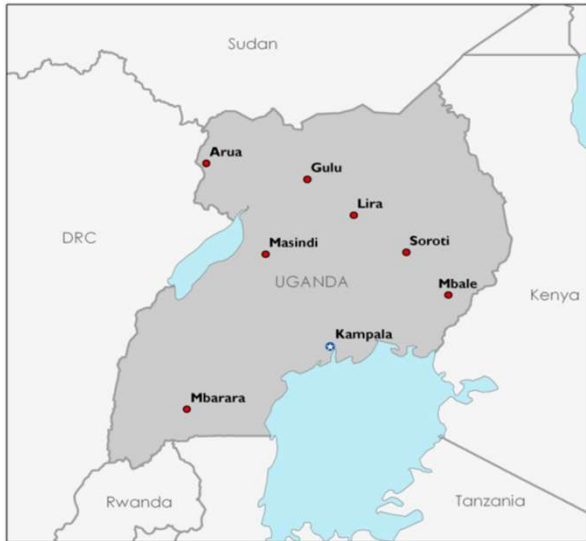 Sudan
Arua
Gulu
Lira
DRC
Masindi
Soroti
UGANDA
Mbale
Kenya
Kampala
Mbarara
Rwanda
Tanzania